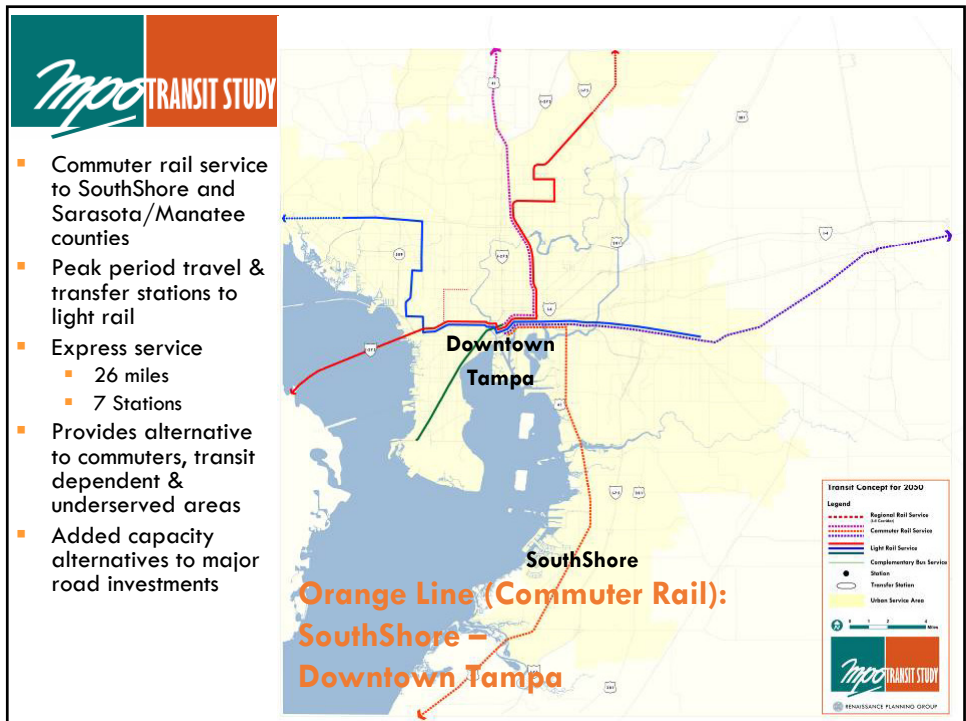 mpo TRANSIT STUDY
Commuter rail service
to SouthShore and
Sarasota/Manatee
counties
Peak period travel &
transfer stations to
light rail
Express service
26 miles
7 Stations
Provides alternative
to commuters, transit
dependent &
underserved areas
Added capacity
alternatives to major
road investments
Downtown
Tampa
SouthShore
Orange Line (Commuter Rail):
SouthShore –
Downtown Tampa
Transit Concept for 2050
Legend
Regional Rail Service
Commuter Rail Service
Light Rail Service
Complementary Bus Service
Station
Transfer Station
Urban Service Area
0 1 2 4
Miles
mpo TRANSIT STUDY
RENAISSANCE PLANNING GROUP